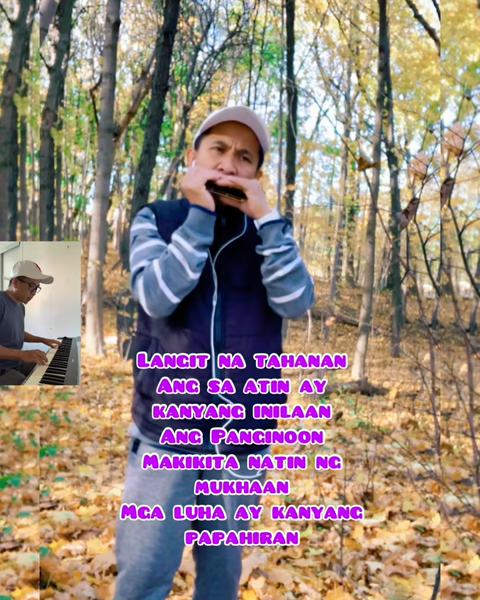 Langit na tahanan
Ang sa atin ay
kanyang inilaan
Ang Panginoon
Makikita natin ng
mukhaan
Mga luha ay kanyang
papahiran